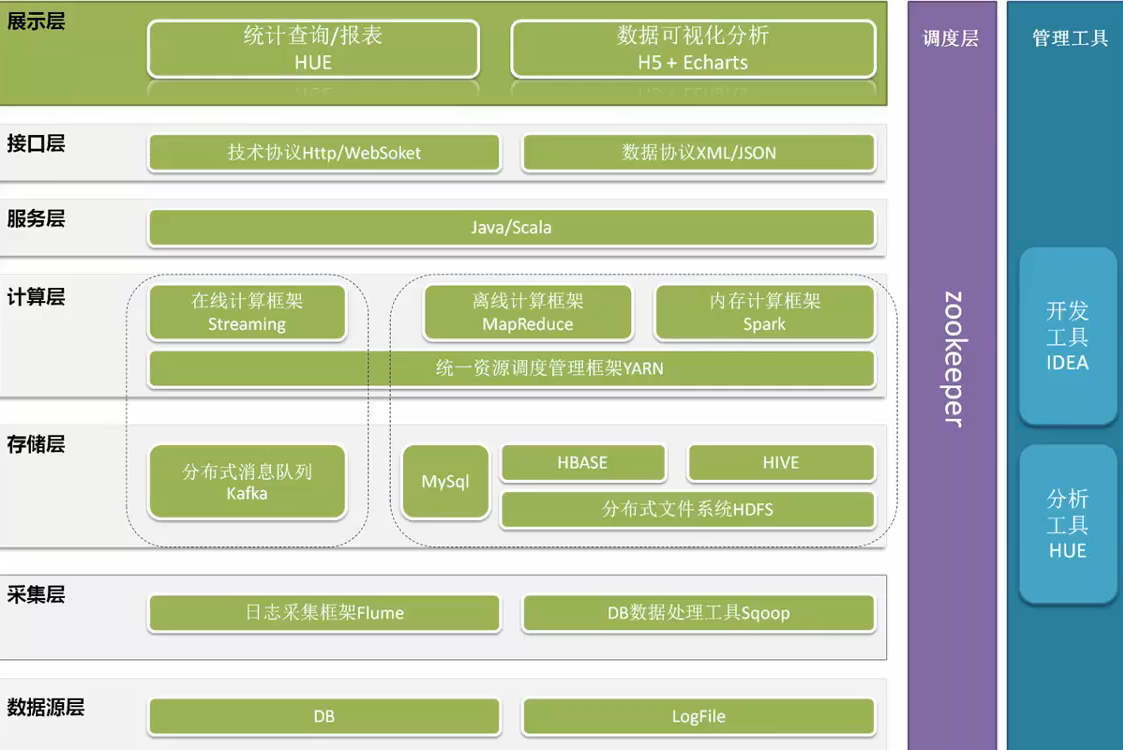 展示层
统计查询/报表
HUE
数据可视化分析
H5 + Echarts
接口层
技术协议Http/WebSoket
数据协议XML/JSON
服务层
Java/Scala
计算层
在线计算框架
Streaming
离线计算框架
MapReduce
内存计算框架
Spark
统一资源调度管理框架YARN
存储层
分布式消息队列
Kafka
MySql
HBASE
HIVE
分布式文件系统HDFS
采集层
日志采集框架Flume
DB数据处理工具Sqoop
数据源层
DB
LogFile
调度层
zookeeper
管理工具
开发
工具
IDEA
分析
工具
HUE